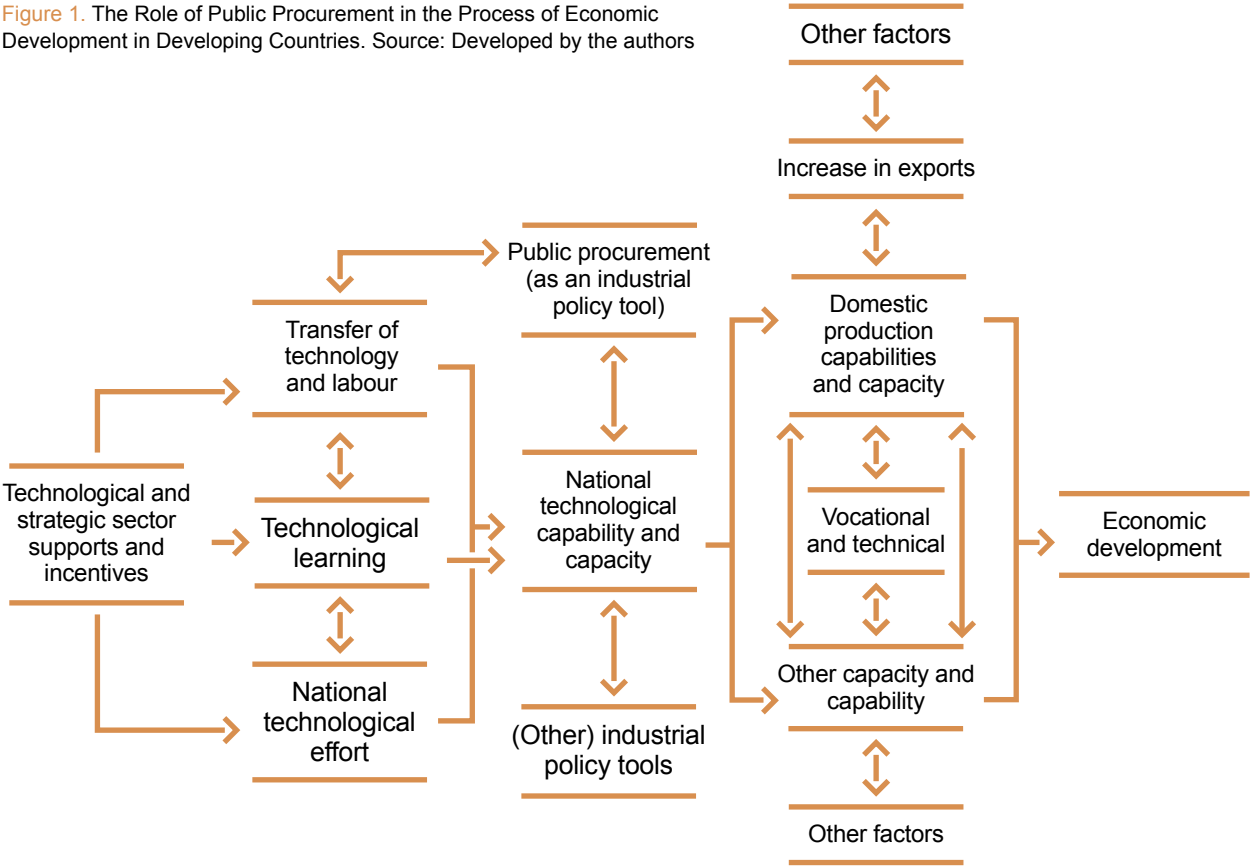 Figure 1. The Role of Public Procurement in the Process of Economic
Development in Developing Countries. Source: Developed by the authors
Other factors
Increase in exports
Public procurement
(as an industrial
policy tool)
Transfer of
technology
and labour
Domestic
production
capabilities
and capacity
Technological and
strategic sector
supports and
incentives
Technological
learning
National
technological
capability and
capacity
Vocational
and technical
Economic
development
National
technological
effort
(Other) industrial
policy tools
Other capacity and
capability
Other factors